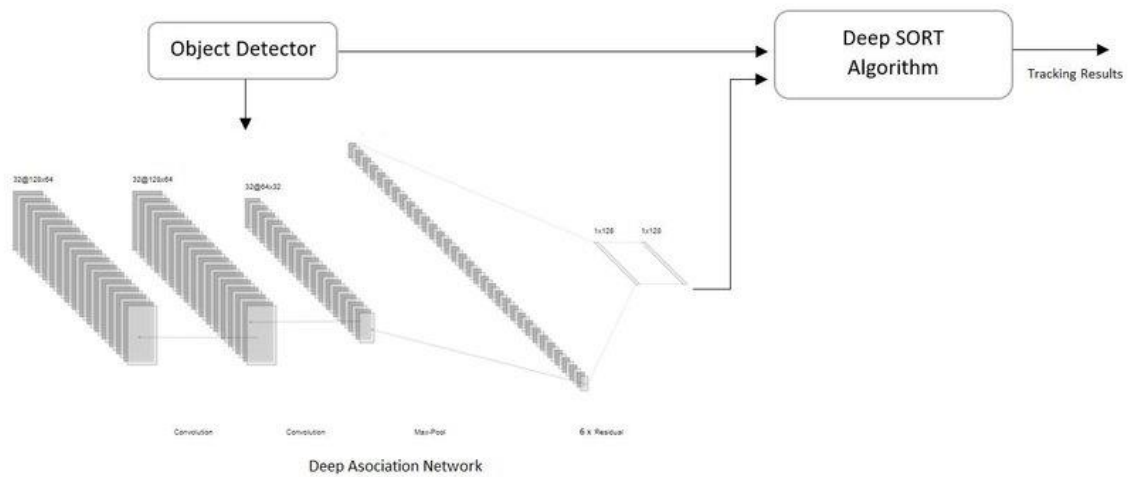 Object Detector
Deep SORT
Algorithm
Tracking Results
32@128x64
32@128x64
32@64x32
1x128
1x128
Convolution
Convolution
Max-Pool
6 x Residual
Deep Asociation Network